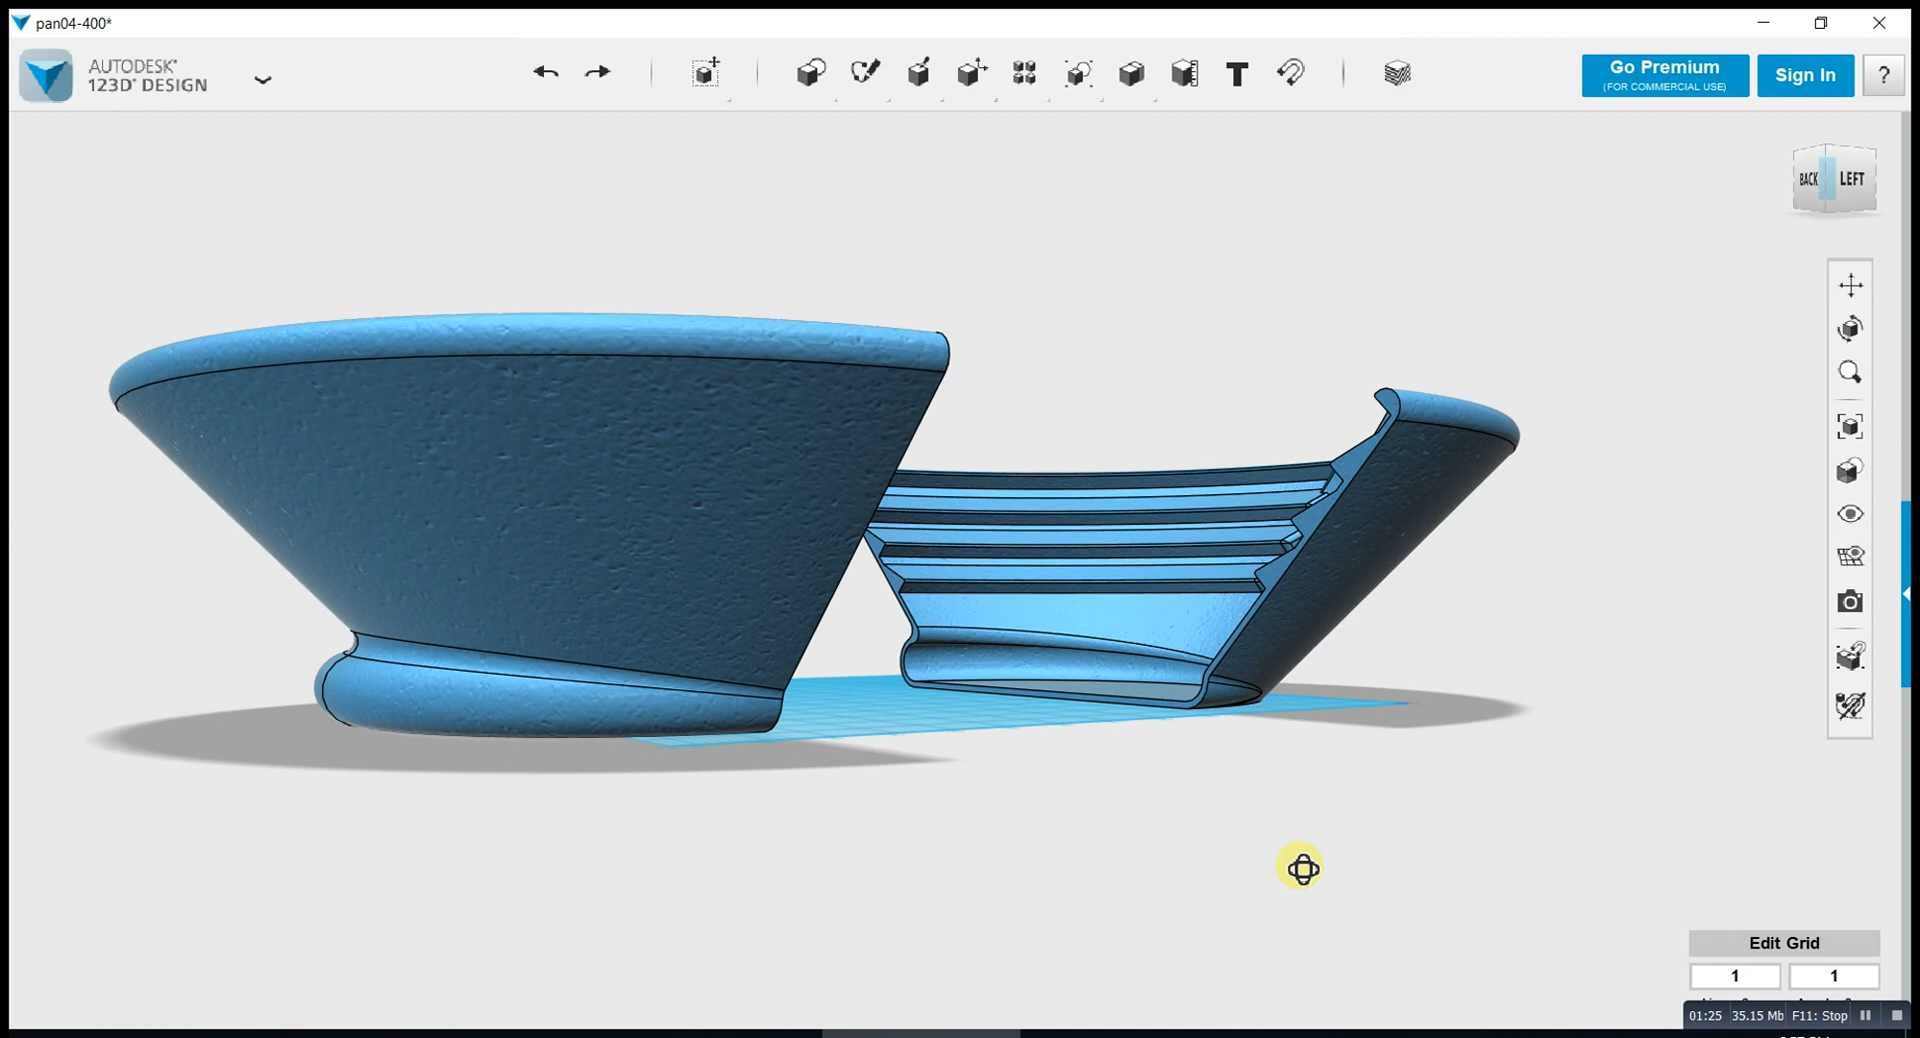 pan04-400*
AUTODESK®
123D® DESIGN
T
Go Premium
(FOR COMMERCIAL USE)
Sign In
?
BACK
LEFT
Edit Grid
1 1
01:25 35.15 Mb F11: Stop